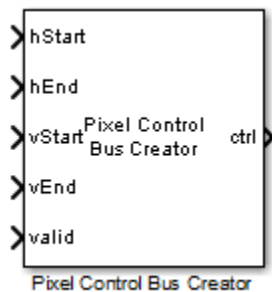 hStart
hEnd
vStart
vEnd
valid
Pixel Control
Bus Creator
ctrl
Pixel Control Bus Creator